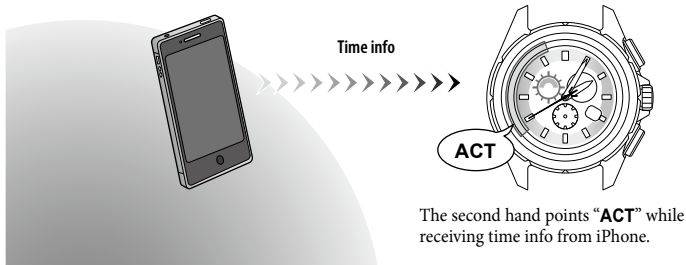 Time info
ACT
The second hand points “ACT” while
receiving time info from iPhone.